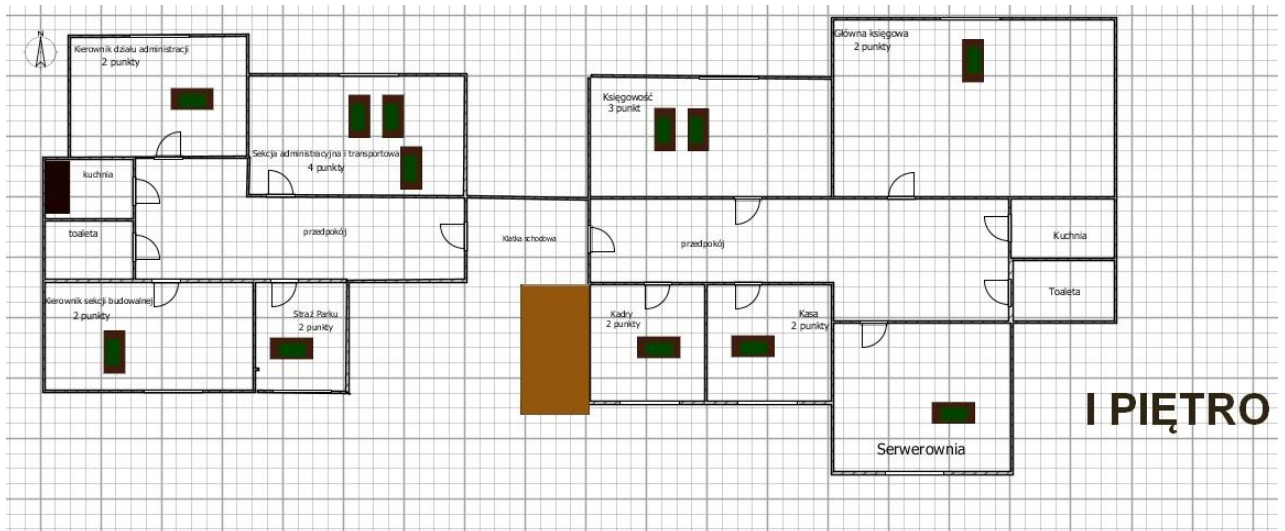 N
Kierownik działu administracji
2 punkty
Sekcja administracyjna i transportowa
4 punkty
kuchnia
toaleta
przedpokój
Kierownik sekcji budowalnej
2 punkty
Straż Parku
2 punkty
Klatka schodowa
Księgowość
3 punkt
Główna księgowa
2 punkty
przedpokój
Kuchnia
Toaleta
Kadry
2 punkty
Kasa
2 punkty
Serwerownia
I PIĘTRO